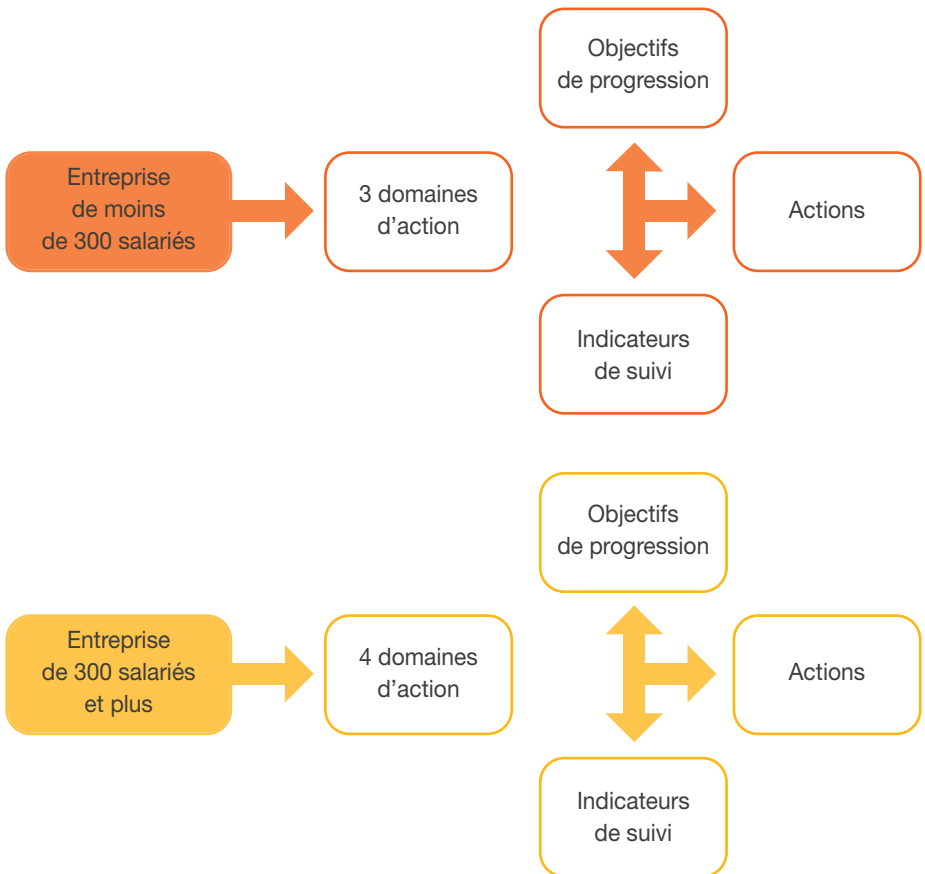 Objectifs
de progression
Entreprise
de moins
de 300 salariés
3 domaines
d’action
Actions
Indicateurs
de suivi
Objectifs
de progression
Entreprise
de 300 salariés
et plus
4 domaines
d’action
Actions
Indicateurs
de suivi